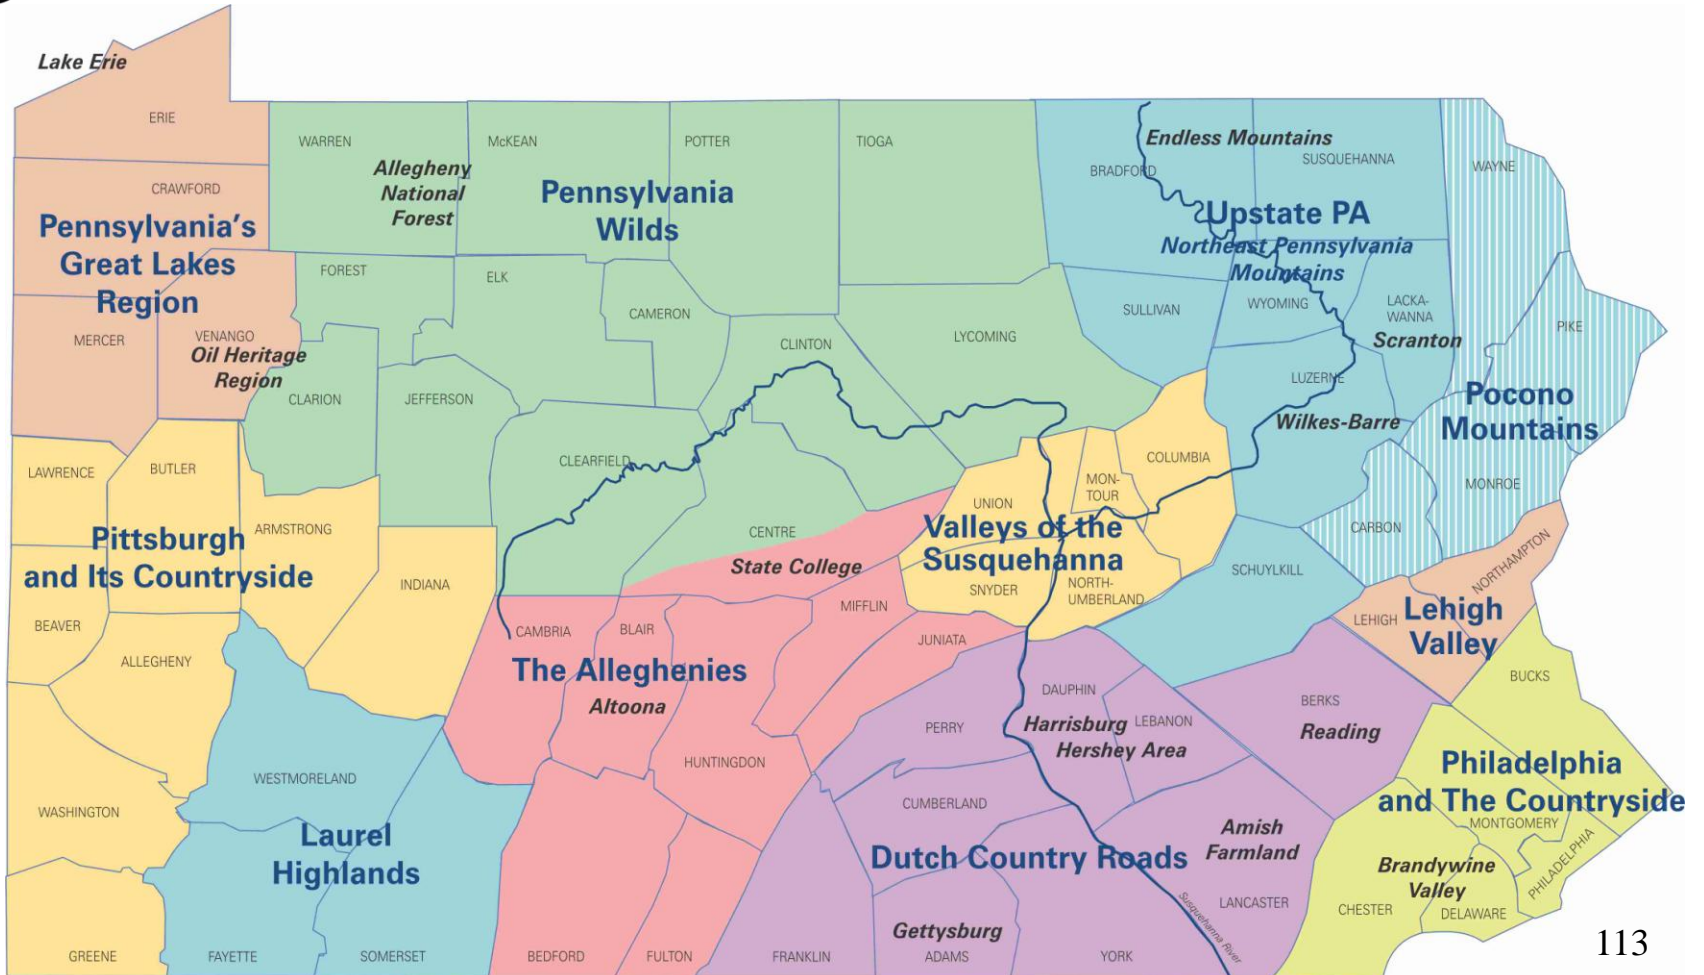 Lake Erie
ERIE
WARREN
McKEAN
POTTER
TIOGA
Endless Mountains
SUSQUEHANNA
BRADFORD
WAYNE
Allegheny
National
Forest
CRAWFORD
Pennsylvania's
Great Lakes
Region
Pennsylvania
Wilds
Upstate PA
Northeast Pennsylvania
Mountains
FOREST
ELK
CAMERON
SULLIVAN
WYOMING
LACKA-
WANNA
Scranton
PIKE
MERCER
VENANGO
Oil Heritage
Region
CLINTON
LYCOMING
CLARION
JEFFERSON
LUZERNE
Wilkes-Barre
Pocono
Mountains
LAWRENCE
BUTLER
CLEARFIELD
COLUMBIA
MON-
TOUR
UNION
MONROE
CARBON
ARMSTRONG
Pittsburgh
and Its Countryside
CENTRE
State College
Valleys of the
Susquehanna
INDIANA
SNYDER
NORTH-
UMBERLAND
SCHUYLKILL
NORTHAMPTON
LEHIGH
Lehigh
Valley
BEAVER
ALLEGHENY
CAMBRIA
BLAIR
MIFFLIN
JUNIATA
The Alleghenies
Altoona
BUCKS
DAUPHIN
PERRY
Harrisburg
LEBANON
Hershey Area
BERKS
Reading
WESTMORELAND
HUNTINGDON
Philadelphia
and The Countryside
WASHINGTON
CUMBERLAND
MONTGOMERY
Laurel
Highlands
Dutch Country Roads
Amish
Farmland
Brandywine
Valley
PHILADELPHIA
LANCASTER
CHESTER
DELAWARE
Susquehanna River
Gettysburg
GREENE
FAYETTE
SOMERSET
BEDFORD
FULTON
FRANKLIN
ADAMS
YORK
113